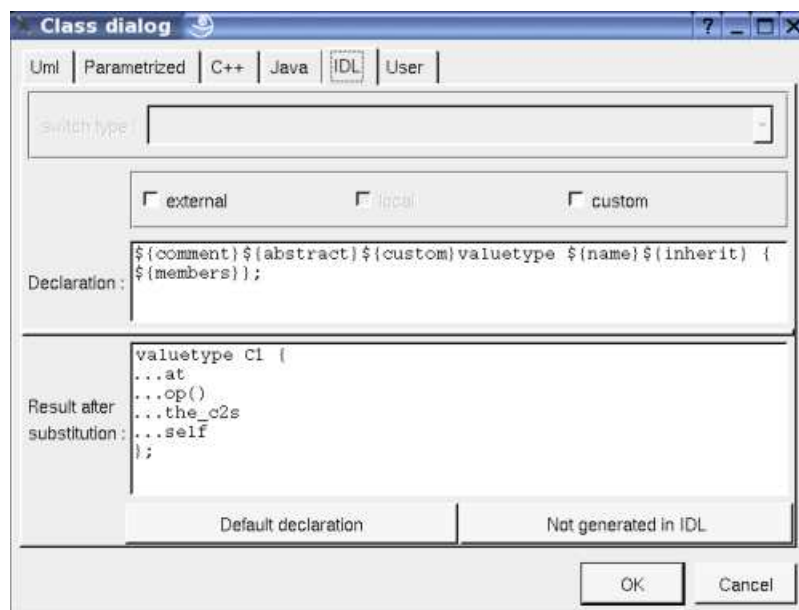 Class dialog ? _
Uml Parametrized C++ Java IDL User
switch type :
external local custom
Declaration :
${comment}${abstract}${custom}valuetype ${name}${inherit} {
${members}};
Result after
substitution :
valuetype C1 {
...at
...op()
...the_c2s
...self
};
Default declaration Not generated in IDL
OK Cancel